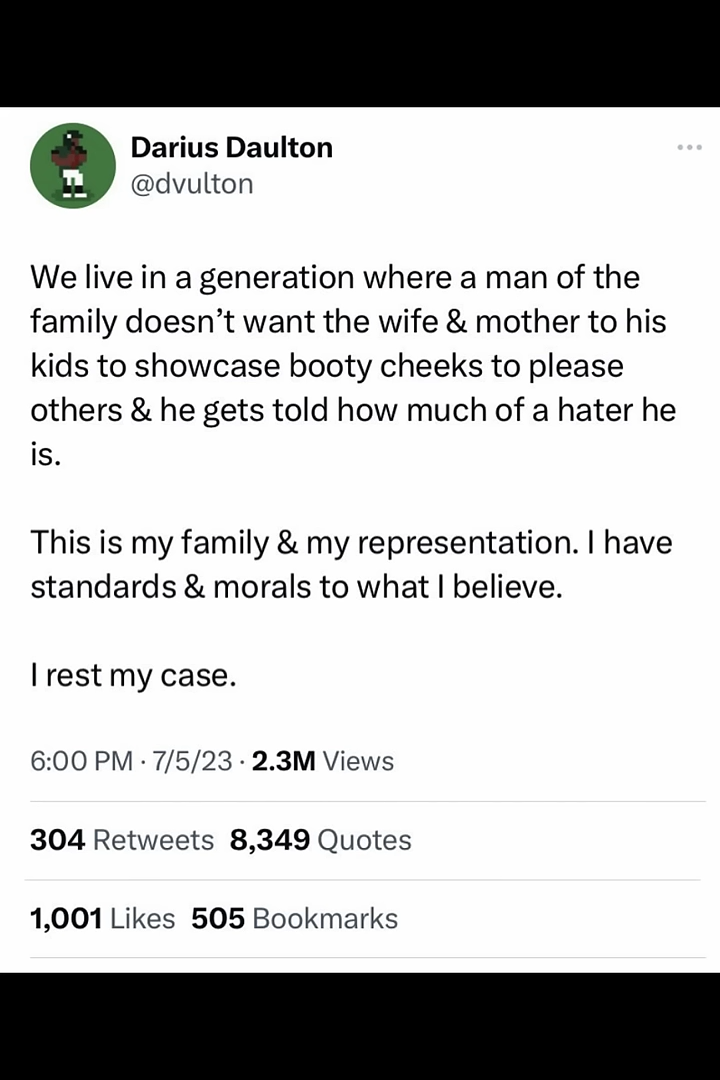 Darius Daulton
@dvulton
We live in a generation where a man of the
family doesn’t want the wife & mother to his
kids to showcase booty cheeks to please
others & he gets told how much of a hater he
is.
This is my family & my representation. I have
standards & morals to what I believe.
I rest my case.
6:00 PM · 7/5/23 · 2.3M Views
304 Retweets 8,349 Quotes
1,001 Likes 505 Bookmarks